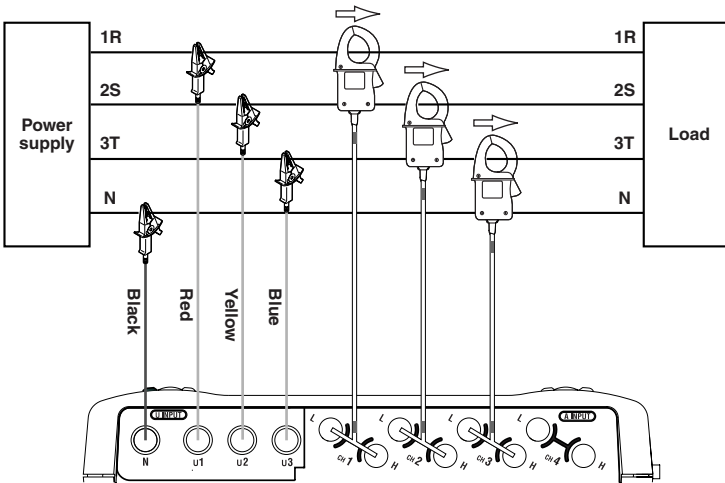 1R 1R
2S 2S
Power supply
3T 3T
Load
N N
Black
Red
Yellow
Blue
U.INPUT
A.INPUT
N U1 U2 U3
L CH 1 H
L CH 2 H
L CH 3 H
L CH 4 H